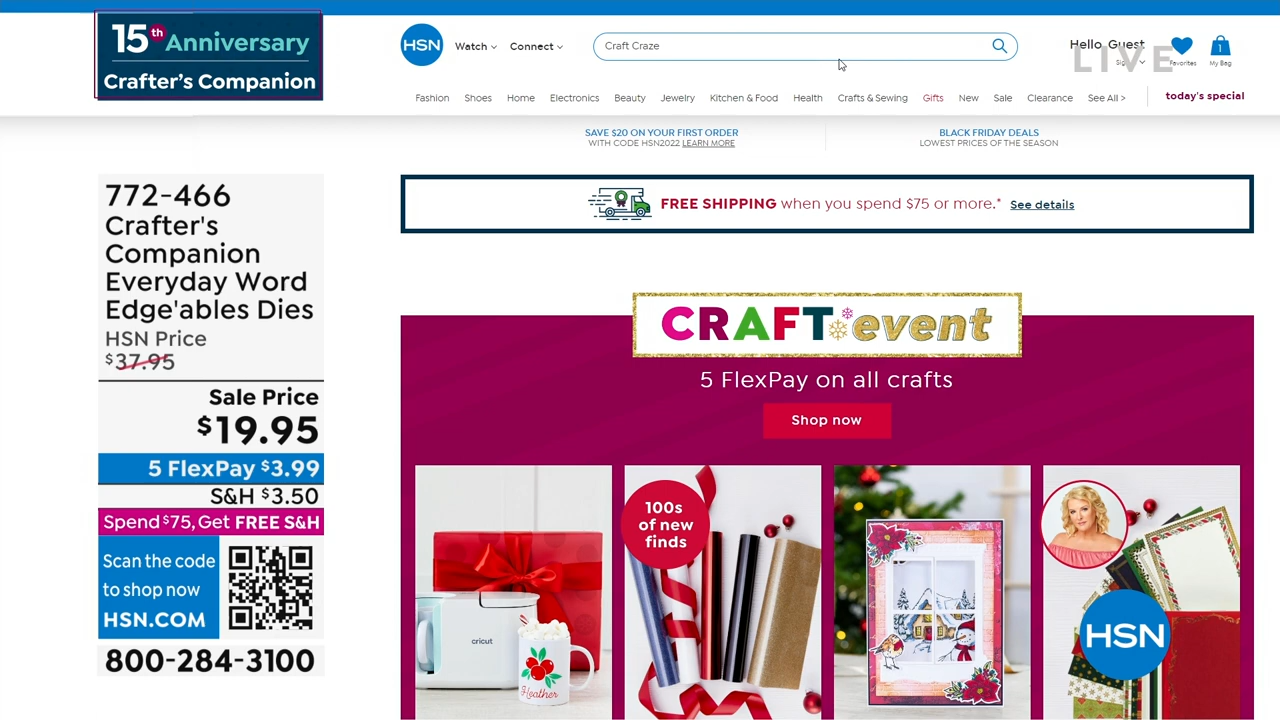 15th Anniversary
Crafter's Companion
HSN
Watch
Connect
Craft Craze
Hello, Guest
LIVE
Favorites
1
My Bag
Fashion
Shoes
Home
Electronics
Beauty
Jewelry
Kitchen & Food
Health
Crafts & Sewing
Gifts
New
Sale
Clearance
See All >
today's special
SAVE $20 ON YOUR FIRST ORDER
WITH CODE HSN2022 LEARN MORE
BLACK FRIDAY DEALS
LOWEST PRICES OF THE SEASON
772-466
Crafter's
Companion
Everyday Word
Edge'ables Dies
HSN Price
$37.95
Sale Price
$19.95
5 FlexPay $3.99
S&H $3.50
Spend $75, Get FREE S&H
Scan the code
to shop now
HSN.COM
800-284-3100
FREE SHIPPING when you spend $75 or more.* See details
CRAFT event
5 FlexPay on all crafts
Shop now
cricut
Heather
100s
of new
finds
HSN